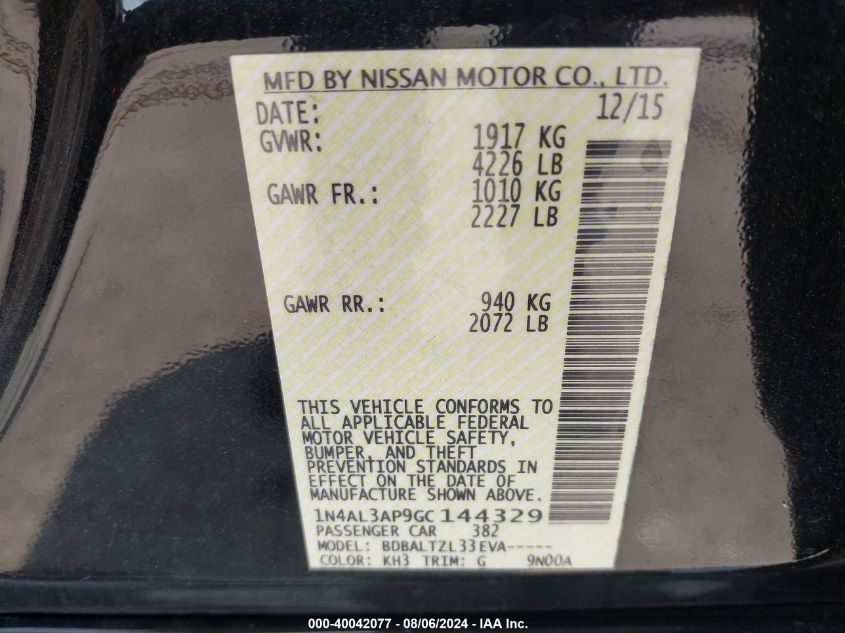 MFD BY NISSAN MOTOR CO., LTD.
DATE: 12/15
GVWR: 1917 KG
4226 LB
GAWR FR.: 1010 KG
2227 LB
GAWR RR.: 940 KG
2072 LB
THIS VEHICLE CONFORMS TO
ALL APPLICABLE FEDERAL
MOTOR VEHICLE SAFETY,
BUMPER, AND THEFT
PREVENTION STANDARDS IN
EFFECT ON THE DATE OF
MANUFACTURE SHOWN ABOVE.
1N4AL3AP9GC144329
PASSENGER CAR 382
MODEL: BDBALTZL33EVA-----
COLOR: KH3 TRIM: G 9N00A
000-40042077 - 08/06/2024 - IAA Inc.